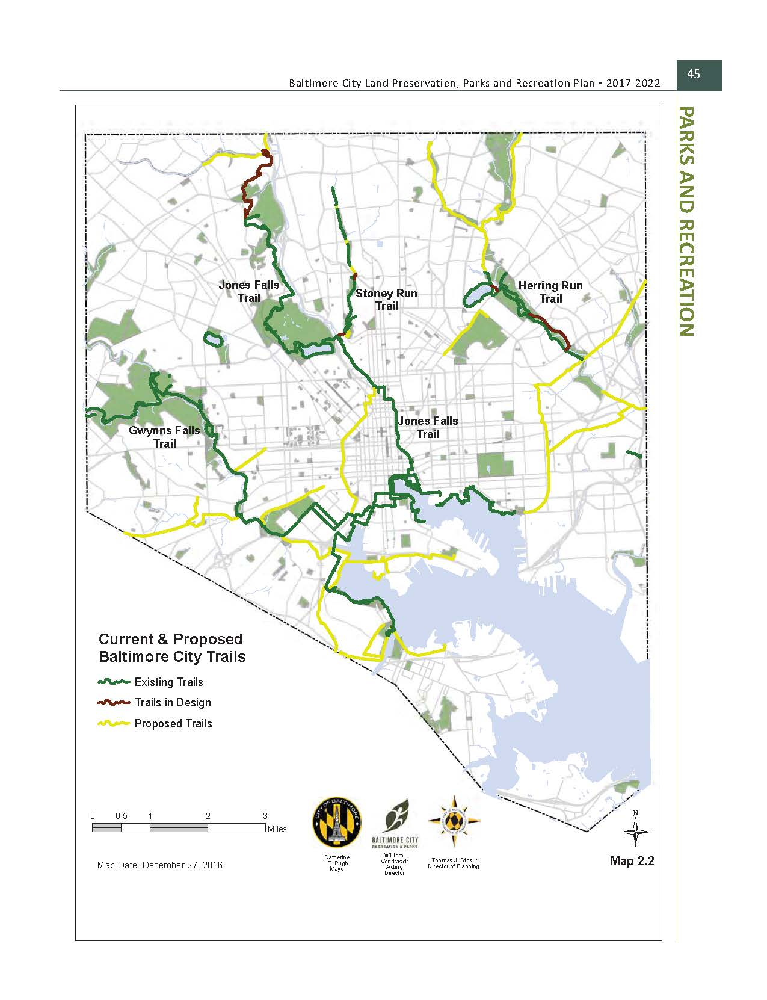 45
Baltimore City Land Preservation, Parks and Recreation Plan ▪ 2017-2022
PARKS AND RECREATION
Jones Falls
Trail
Stoney Run
Trail
Herring Run
Trail
Jones Falls
Trail
Gwynns Falls
Trail
Current & Proposed
Baltimore City Trails
Existing Trails
Trails in Design
Proposed Trails
0 0.5 1 2 3
Miles
Map Date: December 27, 2016
CITY OF BALTIMORE
BALTIMORE CITY
RECREATION & PARKS
Catherine
E. Pugh
Mayor
William
Vondrasek
Acting
Director
Thomas J. Stosur
Director of Planning
N
Map 2.2